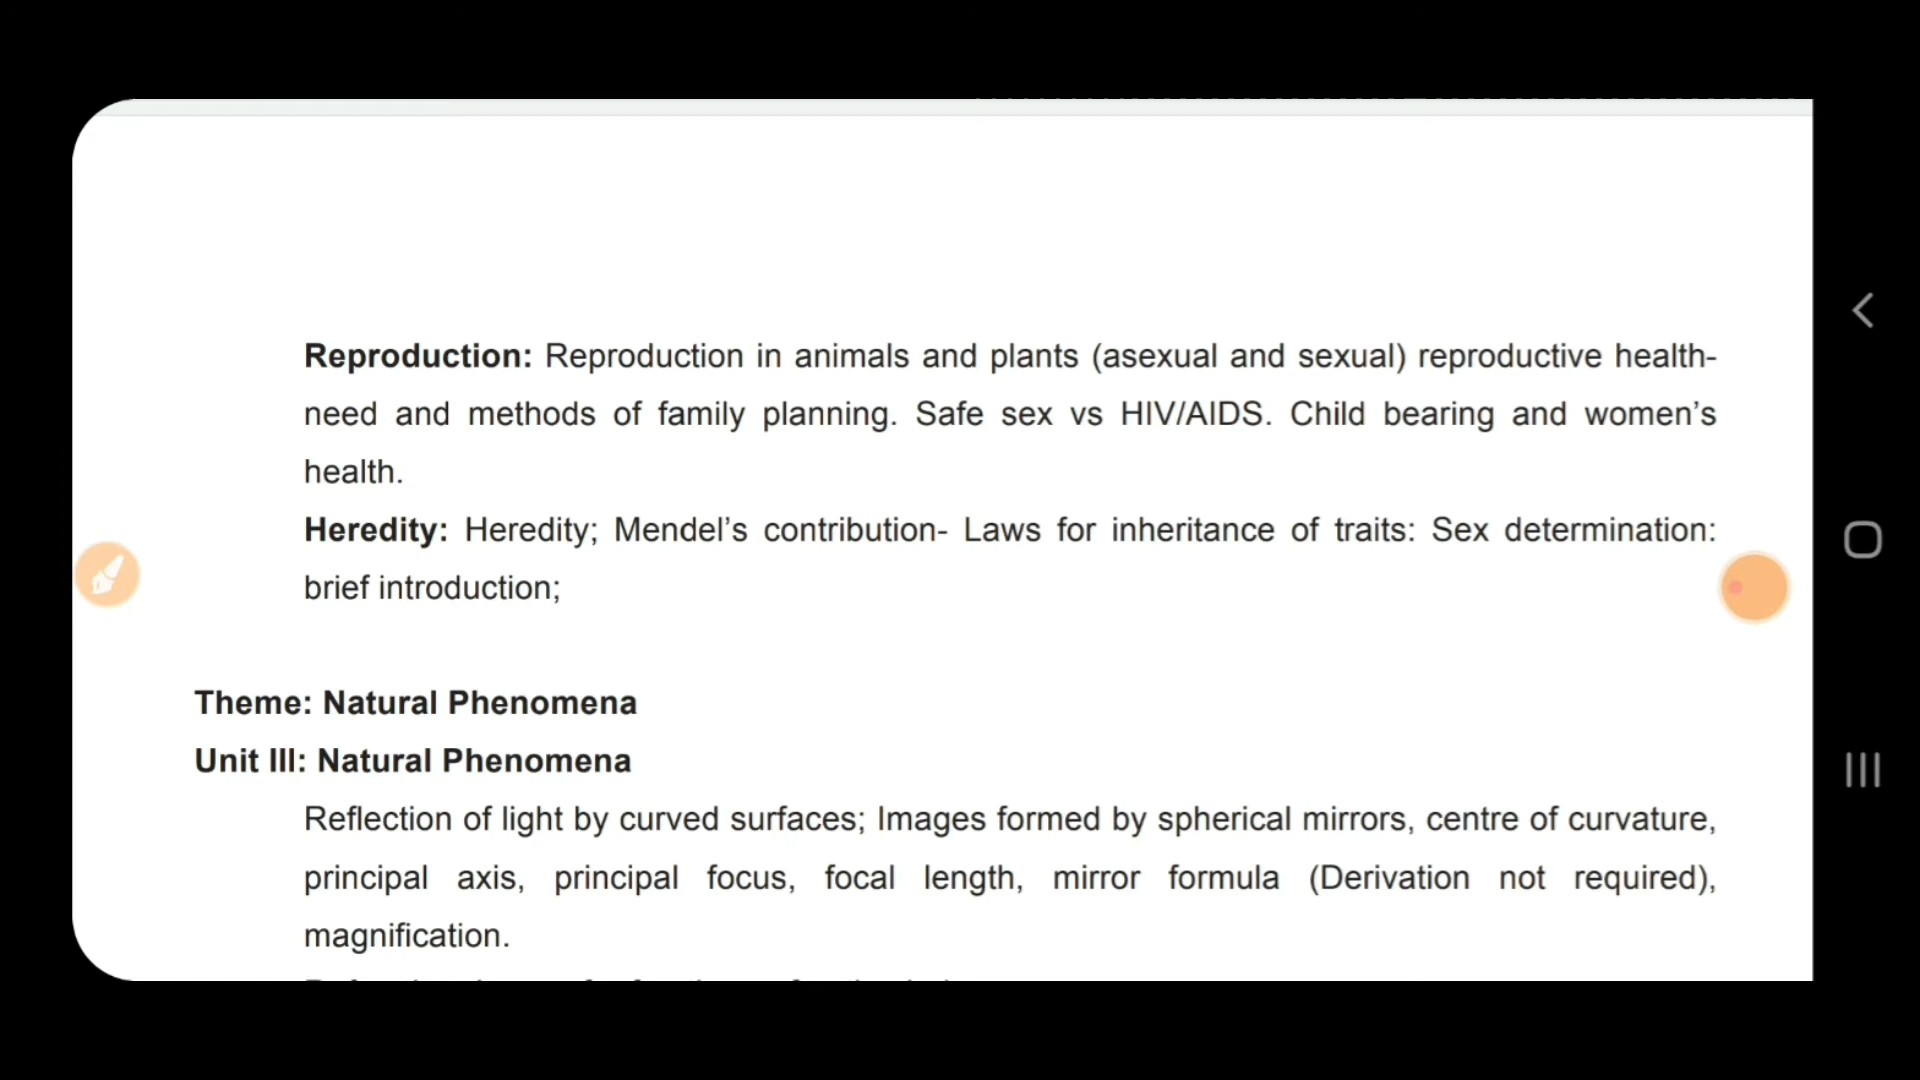 Reproduction: Reproduction in animals and plants (asexual and sexual) reproductive health-
need and methods of family planning. Safe sex vs HIV/AIDS. Child bearing and women’s
health.
Heredity: Heredity; Mendel’s contribution- Laws for inheritance of traits: Sex determination:
brief introduction;
Theme: Natural Phenomena
Unit III: Natural Phenomena
Reflection of light by curved surfaces; Images formed by spherical mirrors, centre of curvature,
principal axis, principal focus, focal length, mirror formula (Derivation not required),
magnification.